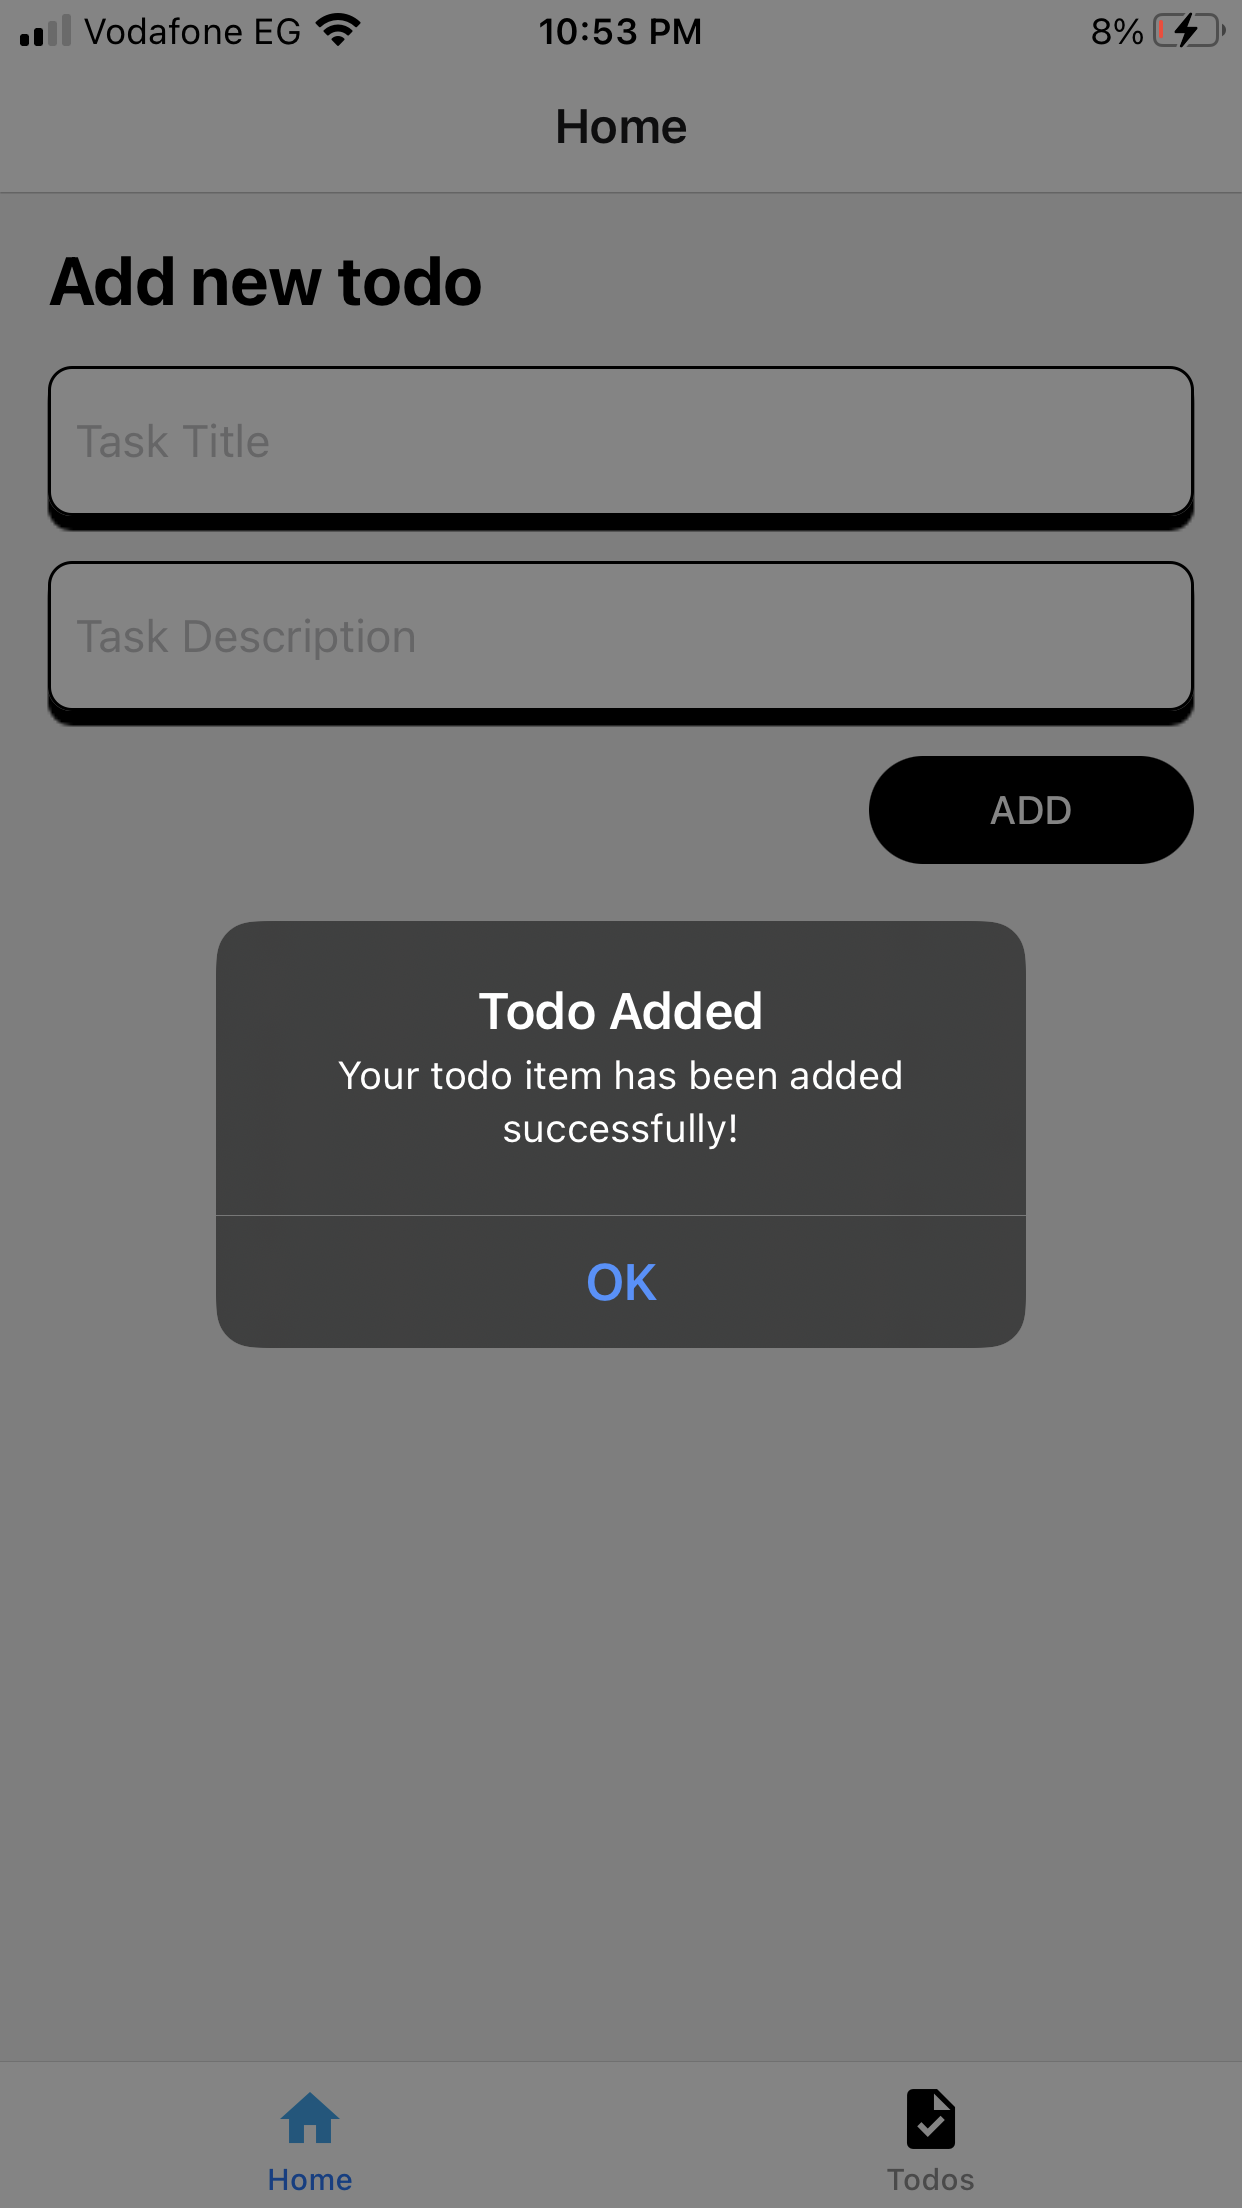 Vodafone EG 10:53 PM 8%
Home
Add new todo
Task Title
Task Description
ADD
Todo Added
Your todo item has been added
successfully!
OK
Home Todos